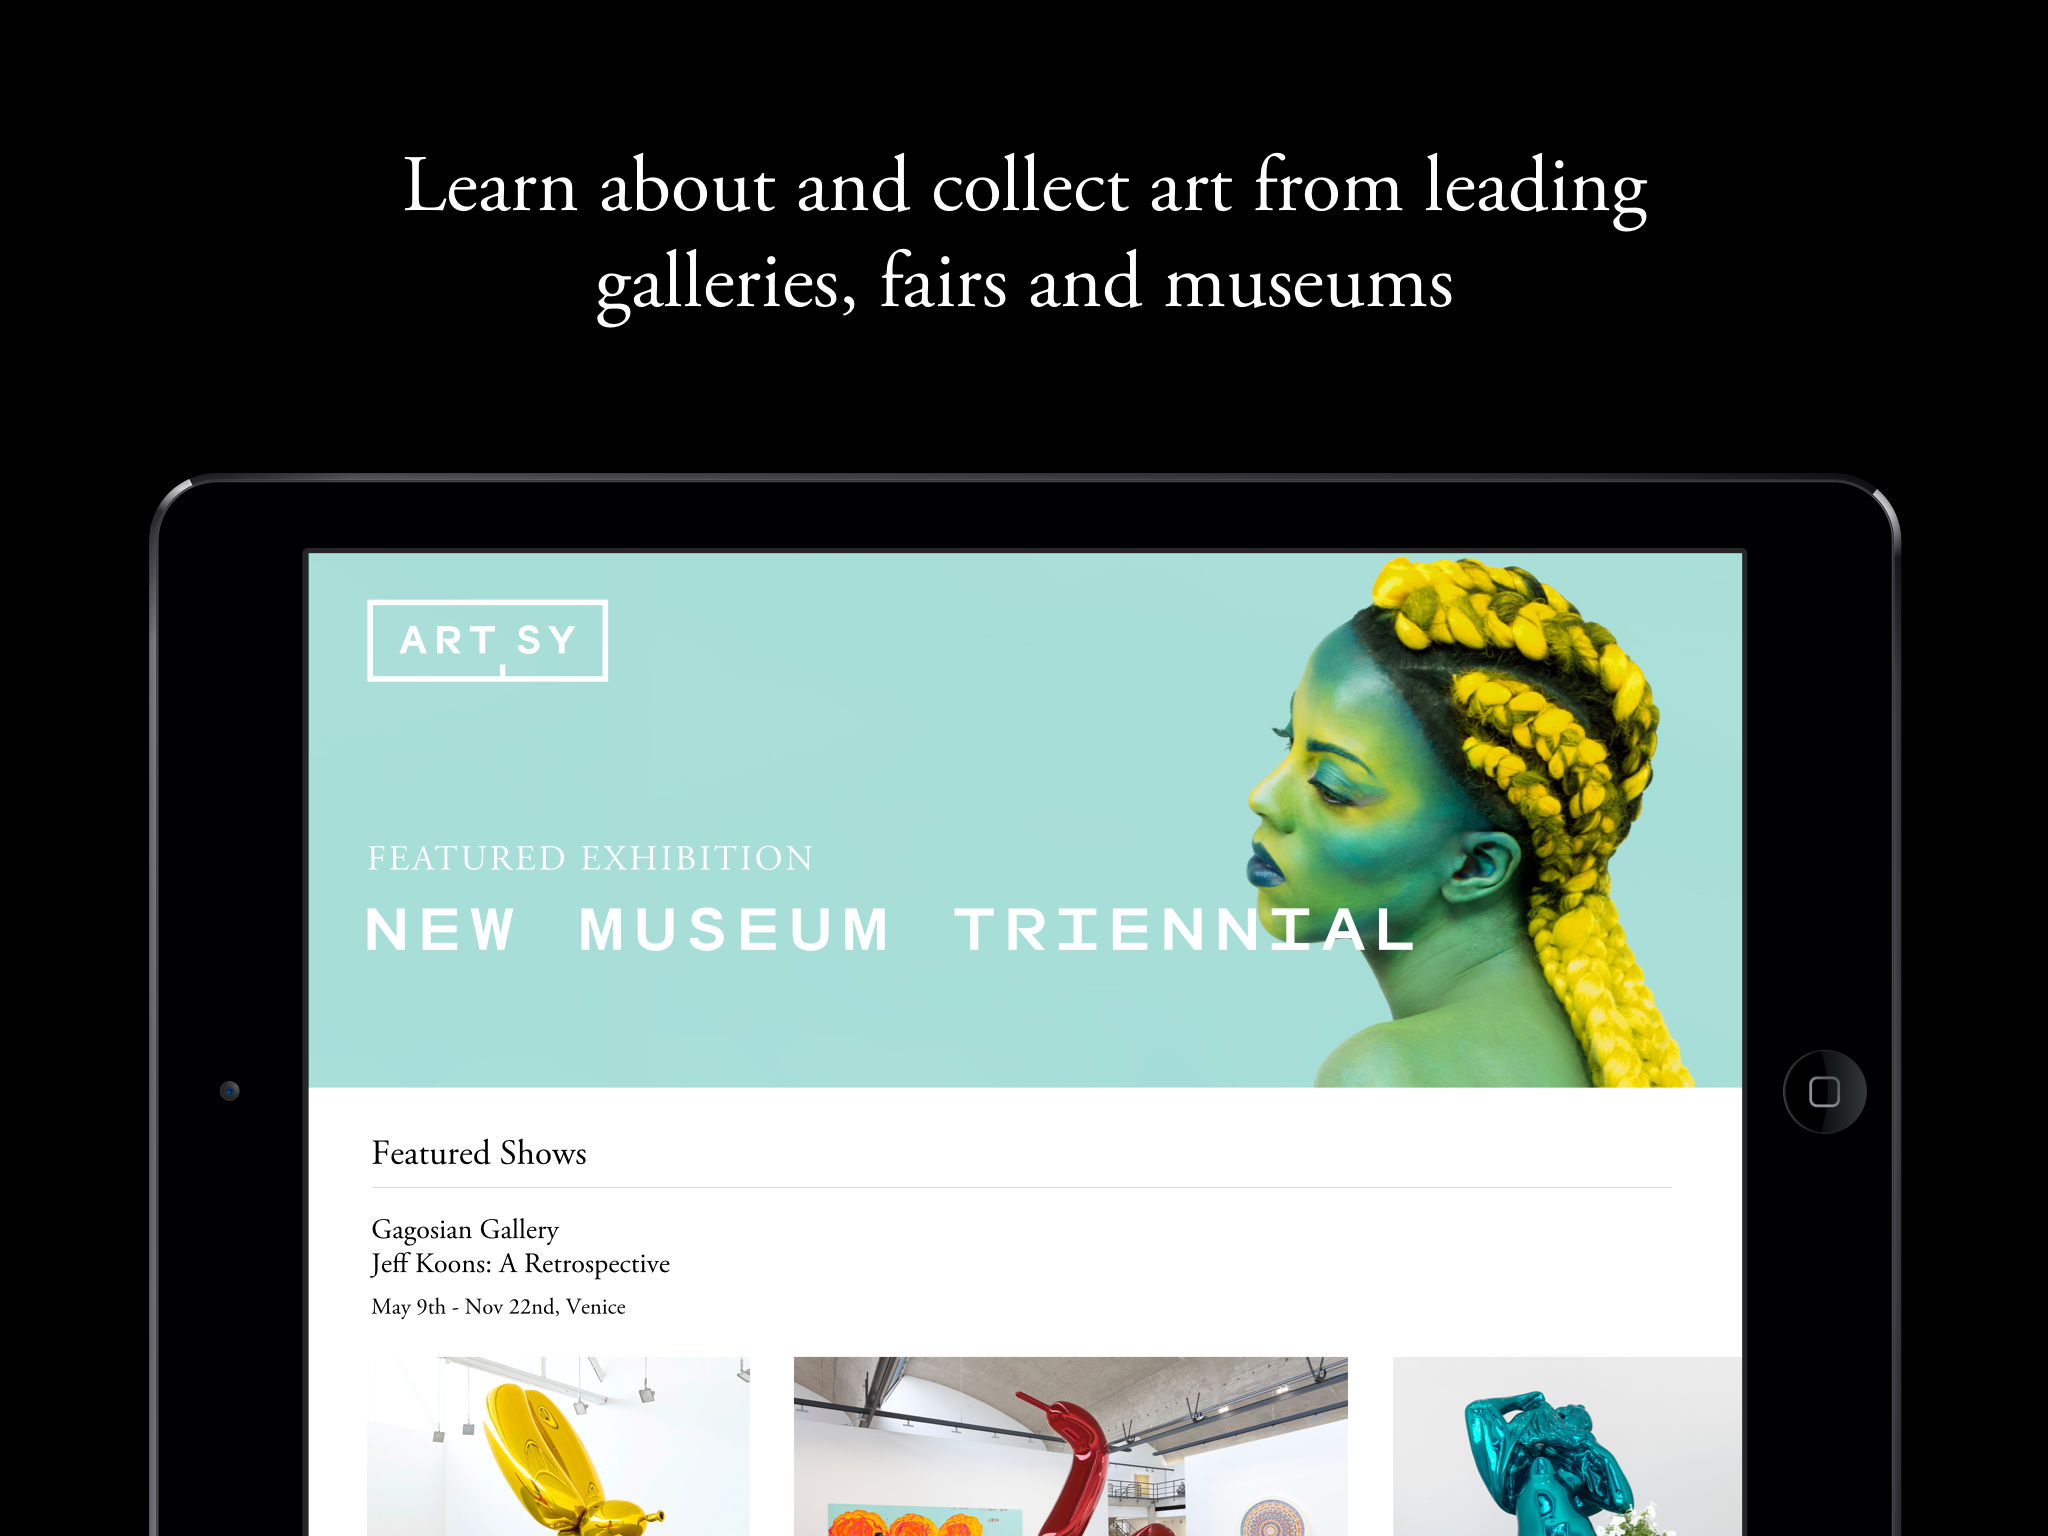 Learn about and collect art from leading
galleries, fairs and museums
ART SY
FEATURED EXHIBITION
NEW MUSEUM TRIENNIAL
Featured Shows
Gagosian Gallery
Jeff Koons: A Retrospective
May 9th - Nov 22nd, Venice